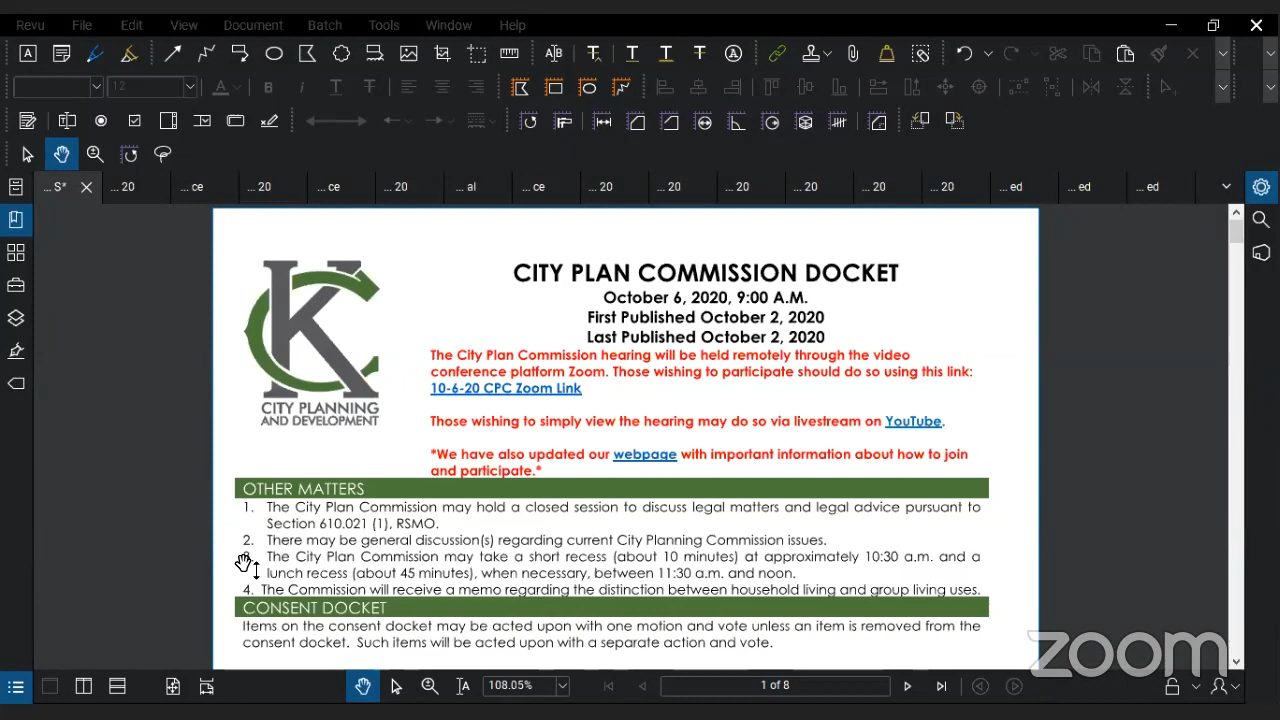 Revu File Edit View Document Batch Tools Window Help
12
... S* ... 20 ... ce ... 20 ... ce ... 20 ... al ... ce ... 20 ... 20 ... 20 ... 20 ... 20 ... 20 ... ed ... ed ... ed
KC
CITY PLANNING
AND DEVELOPMENT
CITY PLAN COMMISSION DOCKET
October 6, 2020, 9:00 A.M.
First Published October 2, 2020
Last Published October 2, 2020
The City Plan Commission hearing will be held remotely through the video
conference platform Zoom. Those wishing to participate should do so using this link:
10-6-20 CPC Zoom Link
Those wishing to simply view the hearing may do so via livestream on YouTube.
*We have also updated our webpage with important information about how to join
and participate.*
OTHER MATTERS
1. The City Plan Commission may hold a closed session to discuss legal matters and legal advice pursuant to
Section 610.021 (1), RSMO.
2. There may be general discussion(s) regarding current City Planning Commission issues.
The City Plan Commission may take a short recess (about 10 minutes) at approximately 10:30 a.m. and a
lunch recess (about 45 minutes), when necessary, between 11:30 a.m. and noon.
4. The Commission will receive a memo regarding the distinction between household living and group living uses.
CONSENT DOCKET
Items on the consent docket may be acted upon with one motion and vote unless an item is removed from the
consent docket. Such items will be acted upon with a separate action and vote.
zoom
108.05% 1 of 8